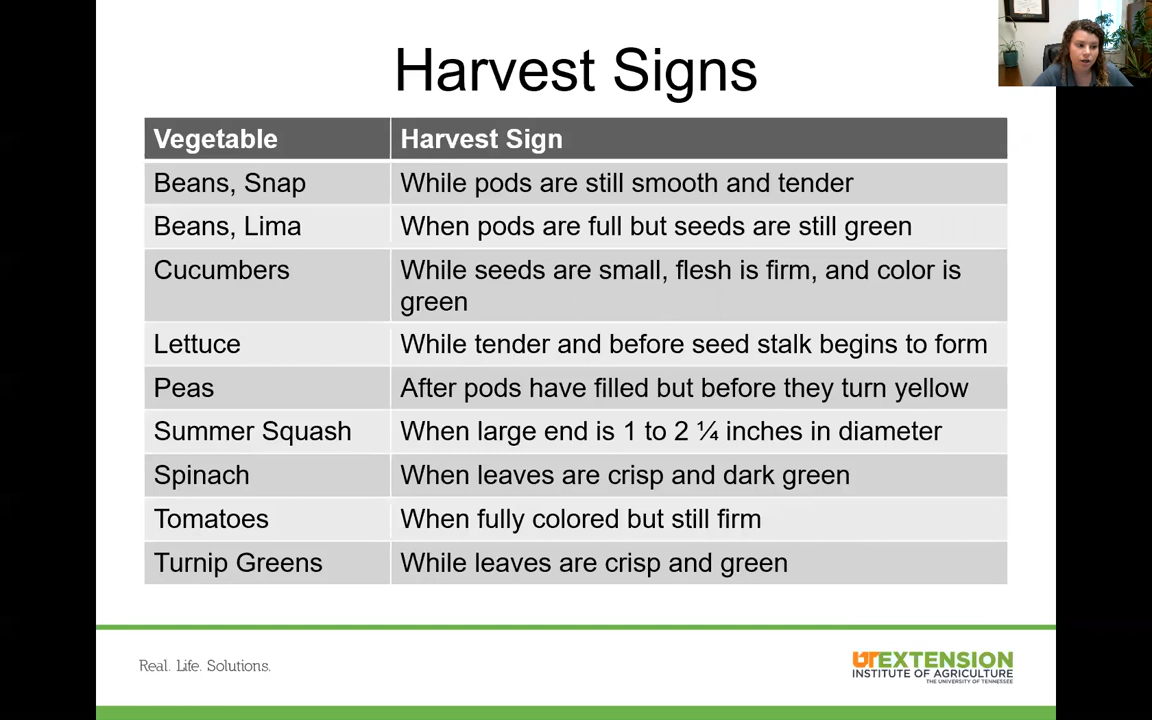 Harvest Signs
Vegetable Harvest Sign
Beans, Snap While pods are still smooth and tender
Beans, Lima When pods are full but seeds are still green
Cucumbers While seeds are small, flesh is firm, and color is
green
Lettuce While tender and before seed stalk begins to form
Peas After pods have filled but before they turn yellow
Summer Squash When large end is 1 to 2 ¼ inches in diameter
Spinach When leaves are crisp and dark green
Tomatoes When fully colored but still firm
Turnip Greens While leaves are crisp and green
Real. Life. Solutions.
UTEXTENSION
INSTITUTE OF AGRICULTURE
THE UNIVERSITY OF TENNESSEE